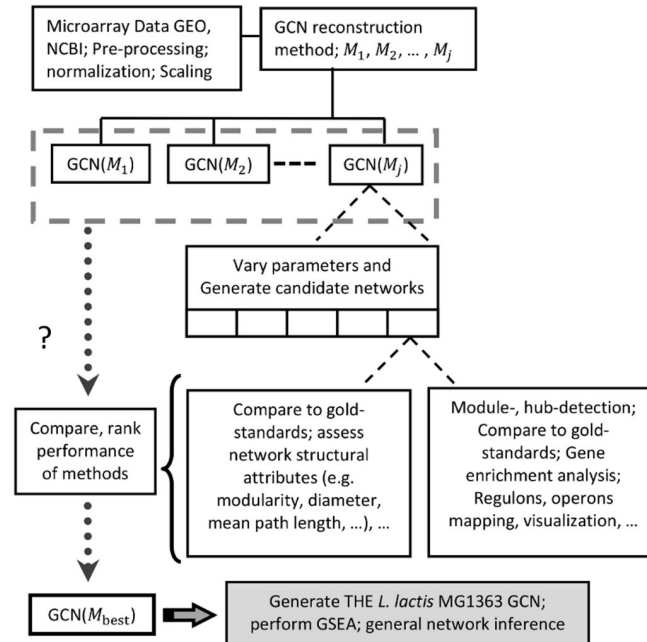 Microarray Data GEO,
NCBI; Pre-processing;
normalization; Scaling
GCN reconstruction
method; M₁, M₂, … , Mⱼ
GCN(M₁)
GCN(M₂)
GCN(Mⱼ)
Vary parameters and
Generate candidate networks
?
Compare, rank
performance
of methods
Compare to gold-
standards; assess
network structural
attributes (e.g.
modularity, diameter,
mean path length, …), …
Module-, hub-detection;
Compare to gold-
standards; Gene
enrichment analysis;
Regulons, operons
mapping, visualization, …
GCN(M_best)
Generate THE L. lactis MG1363 GCN;
perform GSEA; general network inference